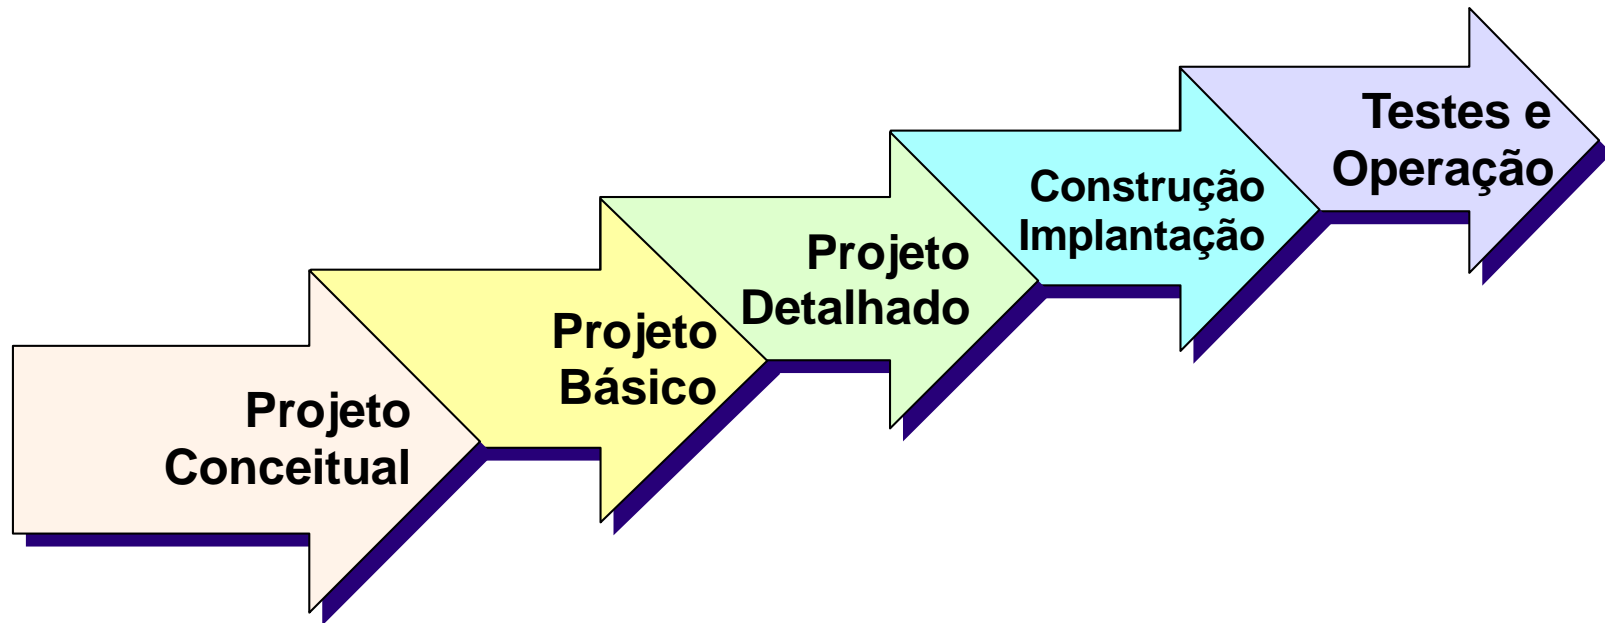 Projeto
Conceitual
Projeto
Básico
Projeto
Detalhado
Construção
Implantação
Testes e
Operação